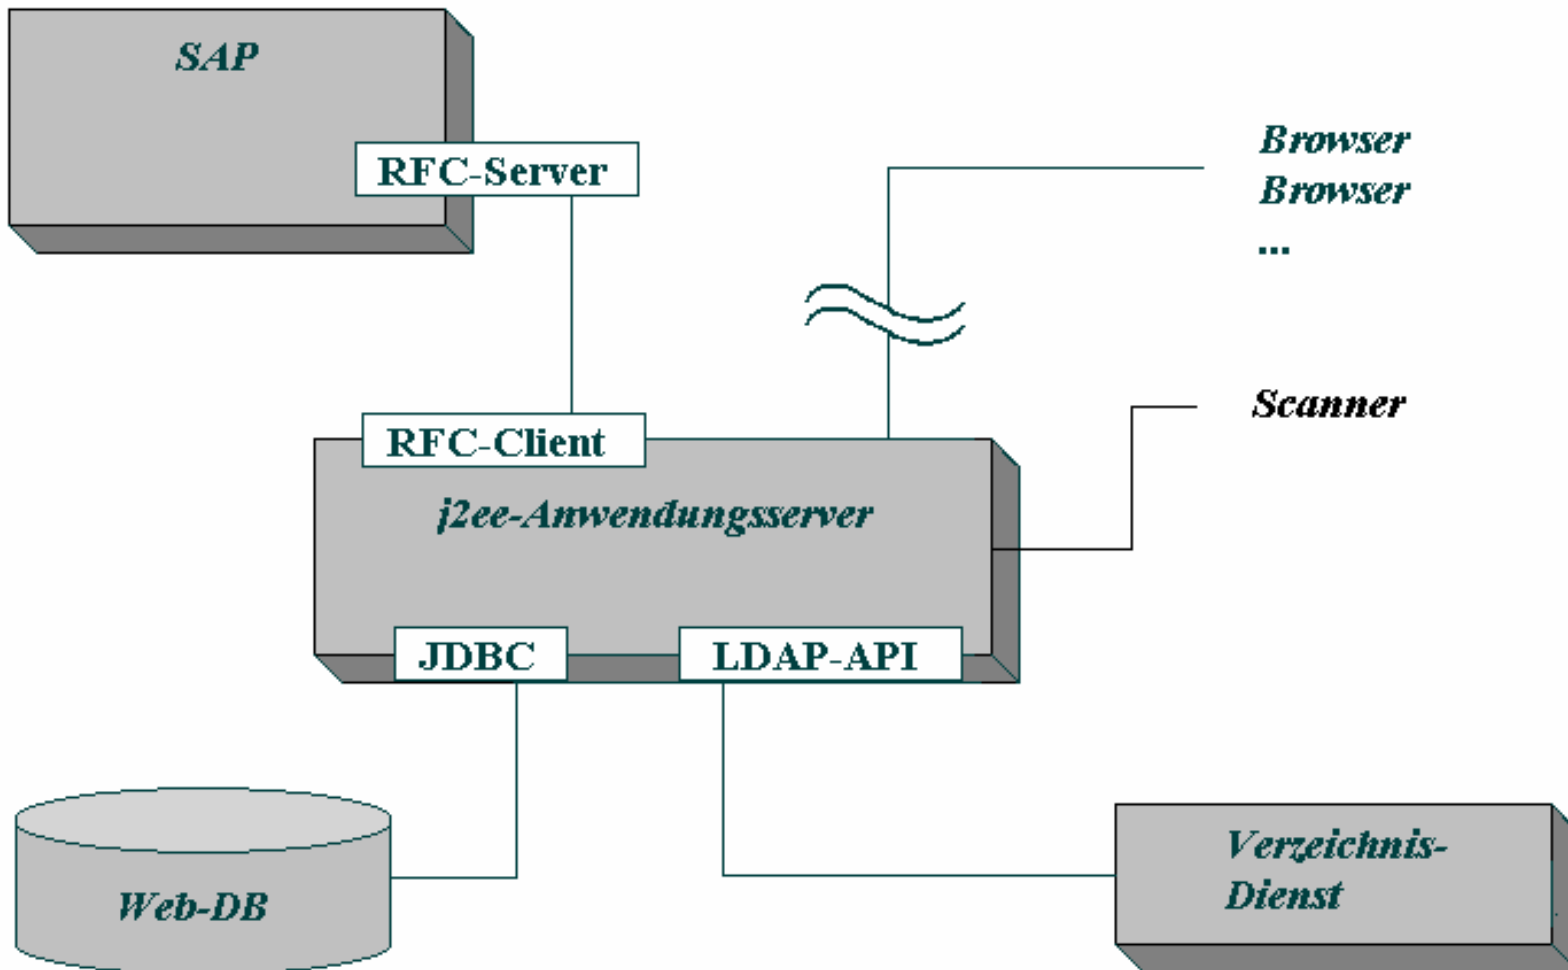 SAP
RFC-Server
Browser
Browser
...
Scanner
RFC-Client
j2ee-Anwendungsserver
JDBC
LDAP-API
Web-DB
Verzeichnis-
Dienst